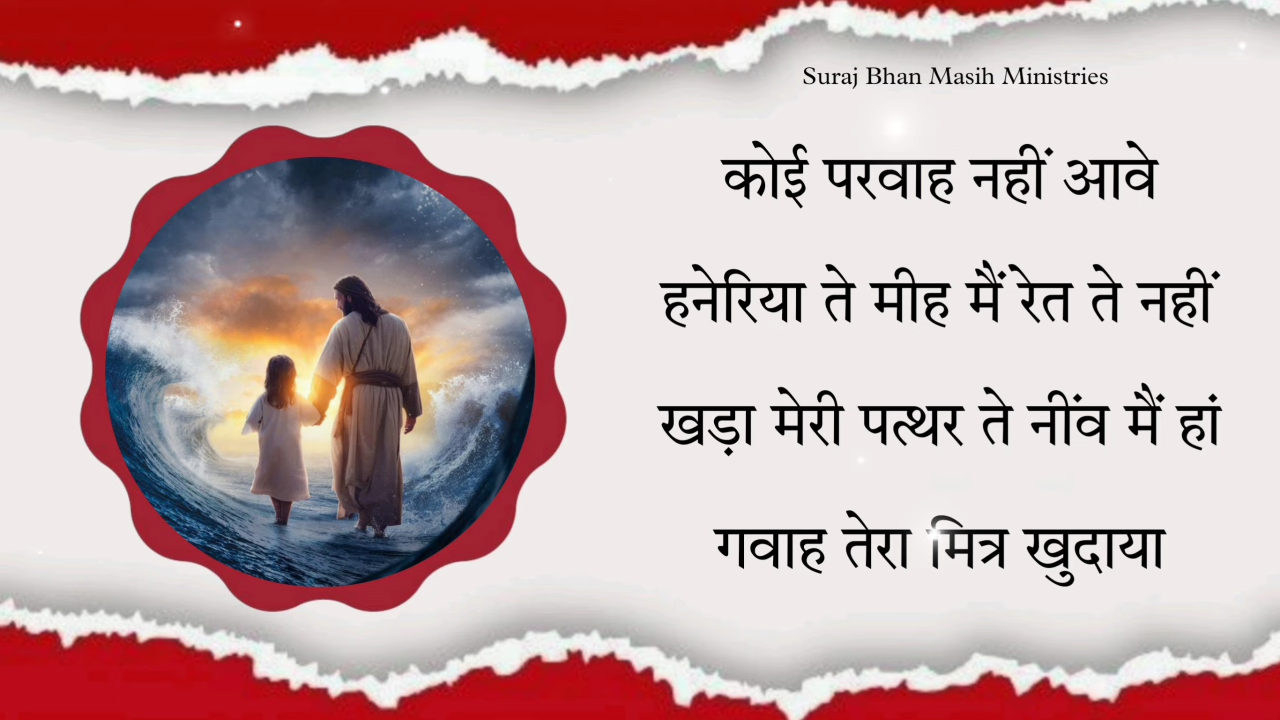 Suraj Bhan Masih Ministries
कोई परवाह नहीं आवे
हनेरिया ते मीह मैं रेत ते नहीं
खड़ा मेरी पत्थर ते नींव मैं हां
गवाह तेरा मित्र खुदाया